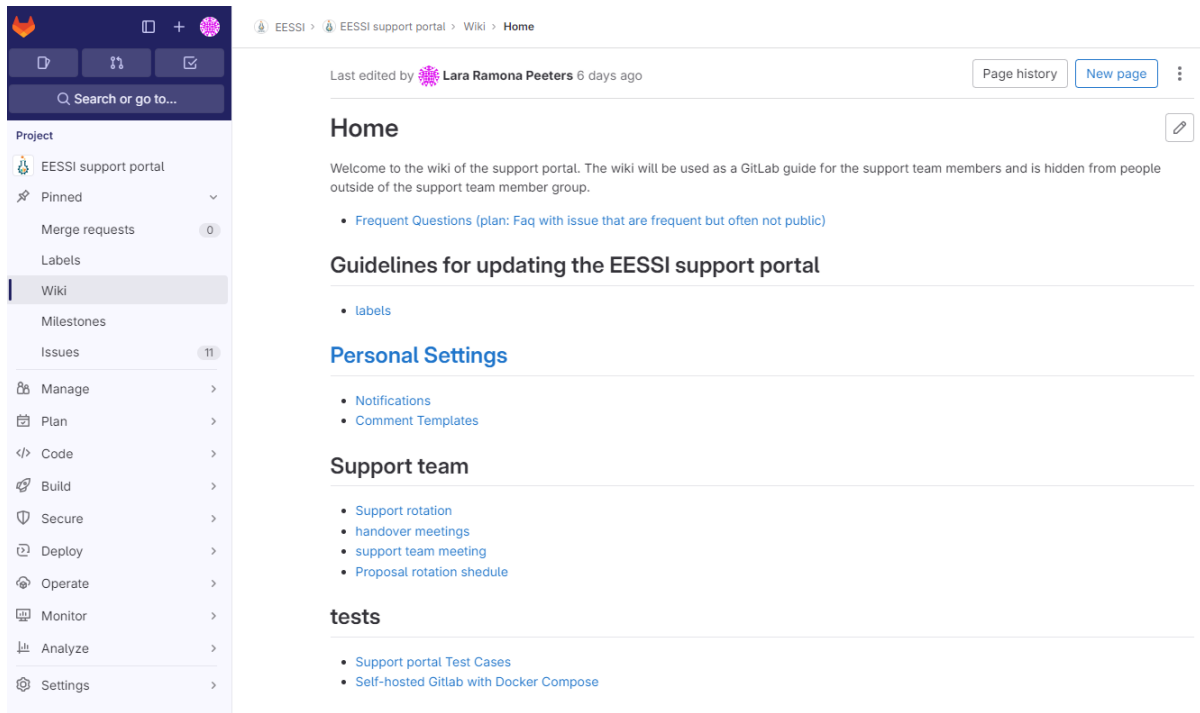 EESSI › EESSI support portal › Wiki › Home
Search or go to...
Project
EESSI support portal
Pinned
Merge requests 0
Labels
Wiki
Milestones
Issues 11
Manage
Plan
Code
Build
Secure
Deploy
Operate
Monitor
Analyze
Settings
Last edited by Lara Ramona Peeters 6 days ago
Page history
New page
Home
Welcome to the wiki of the support portal. The wiki will be used as a GitLab guide for the support team members and is hidden from people
outside of the support team member group.
• Frequent Questions (plan: Faq with issue that are frequent but often not public)
Guidelines for updating the EESSI support portal
• labels
Personal Settings
• Notifications
• Comment Templates
Support team
• Support rotation
• handover meetings
• support team meeting
• Proposal rotation shedule
tests
• Support portal Test Cases
• Self-hosted Gitlab with Docker Compose